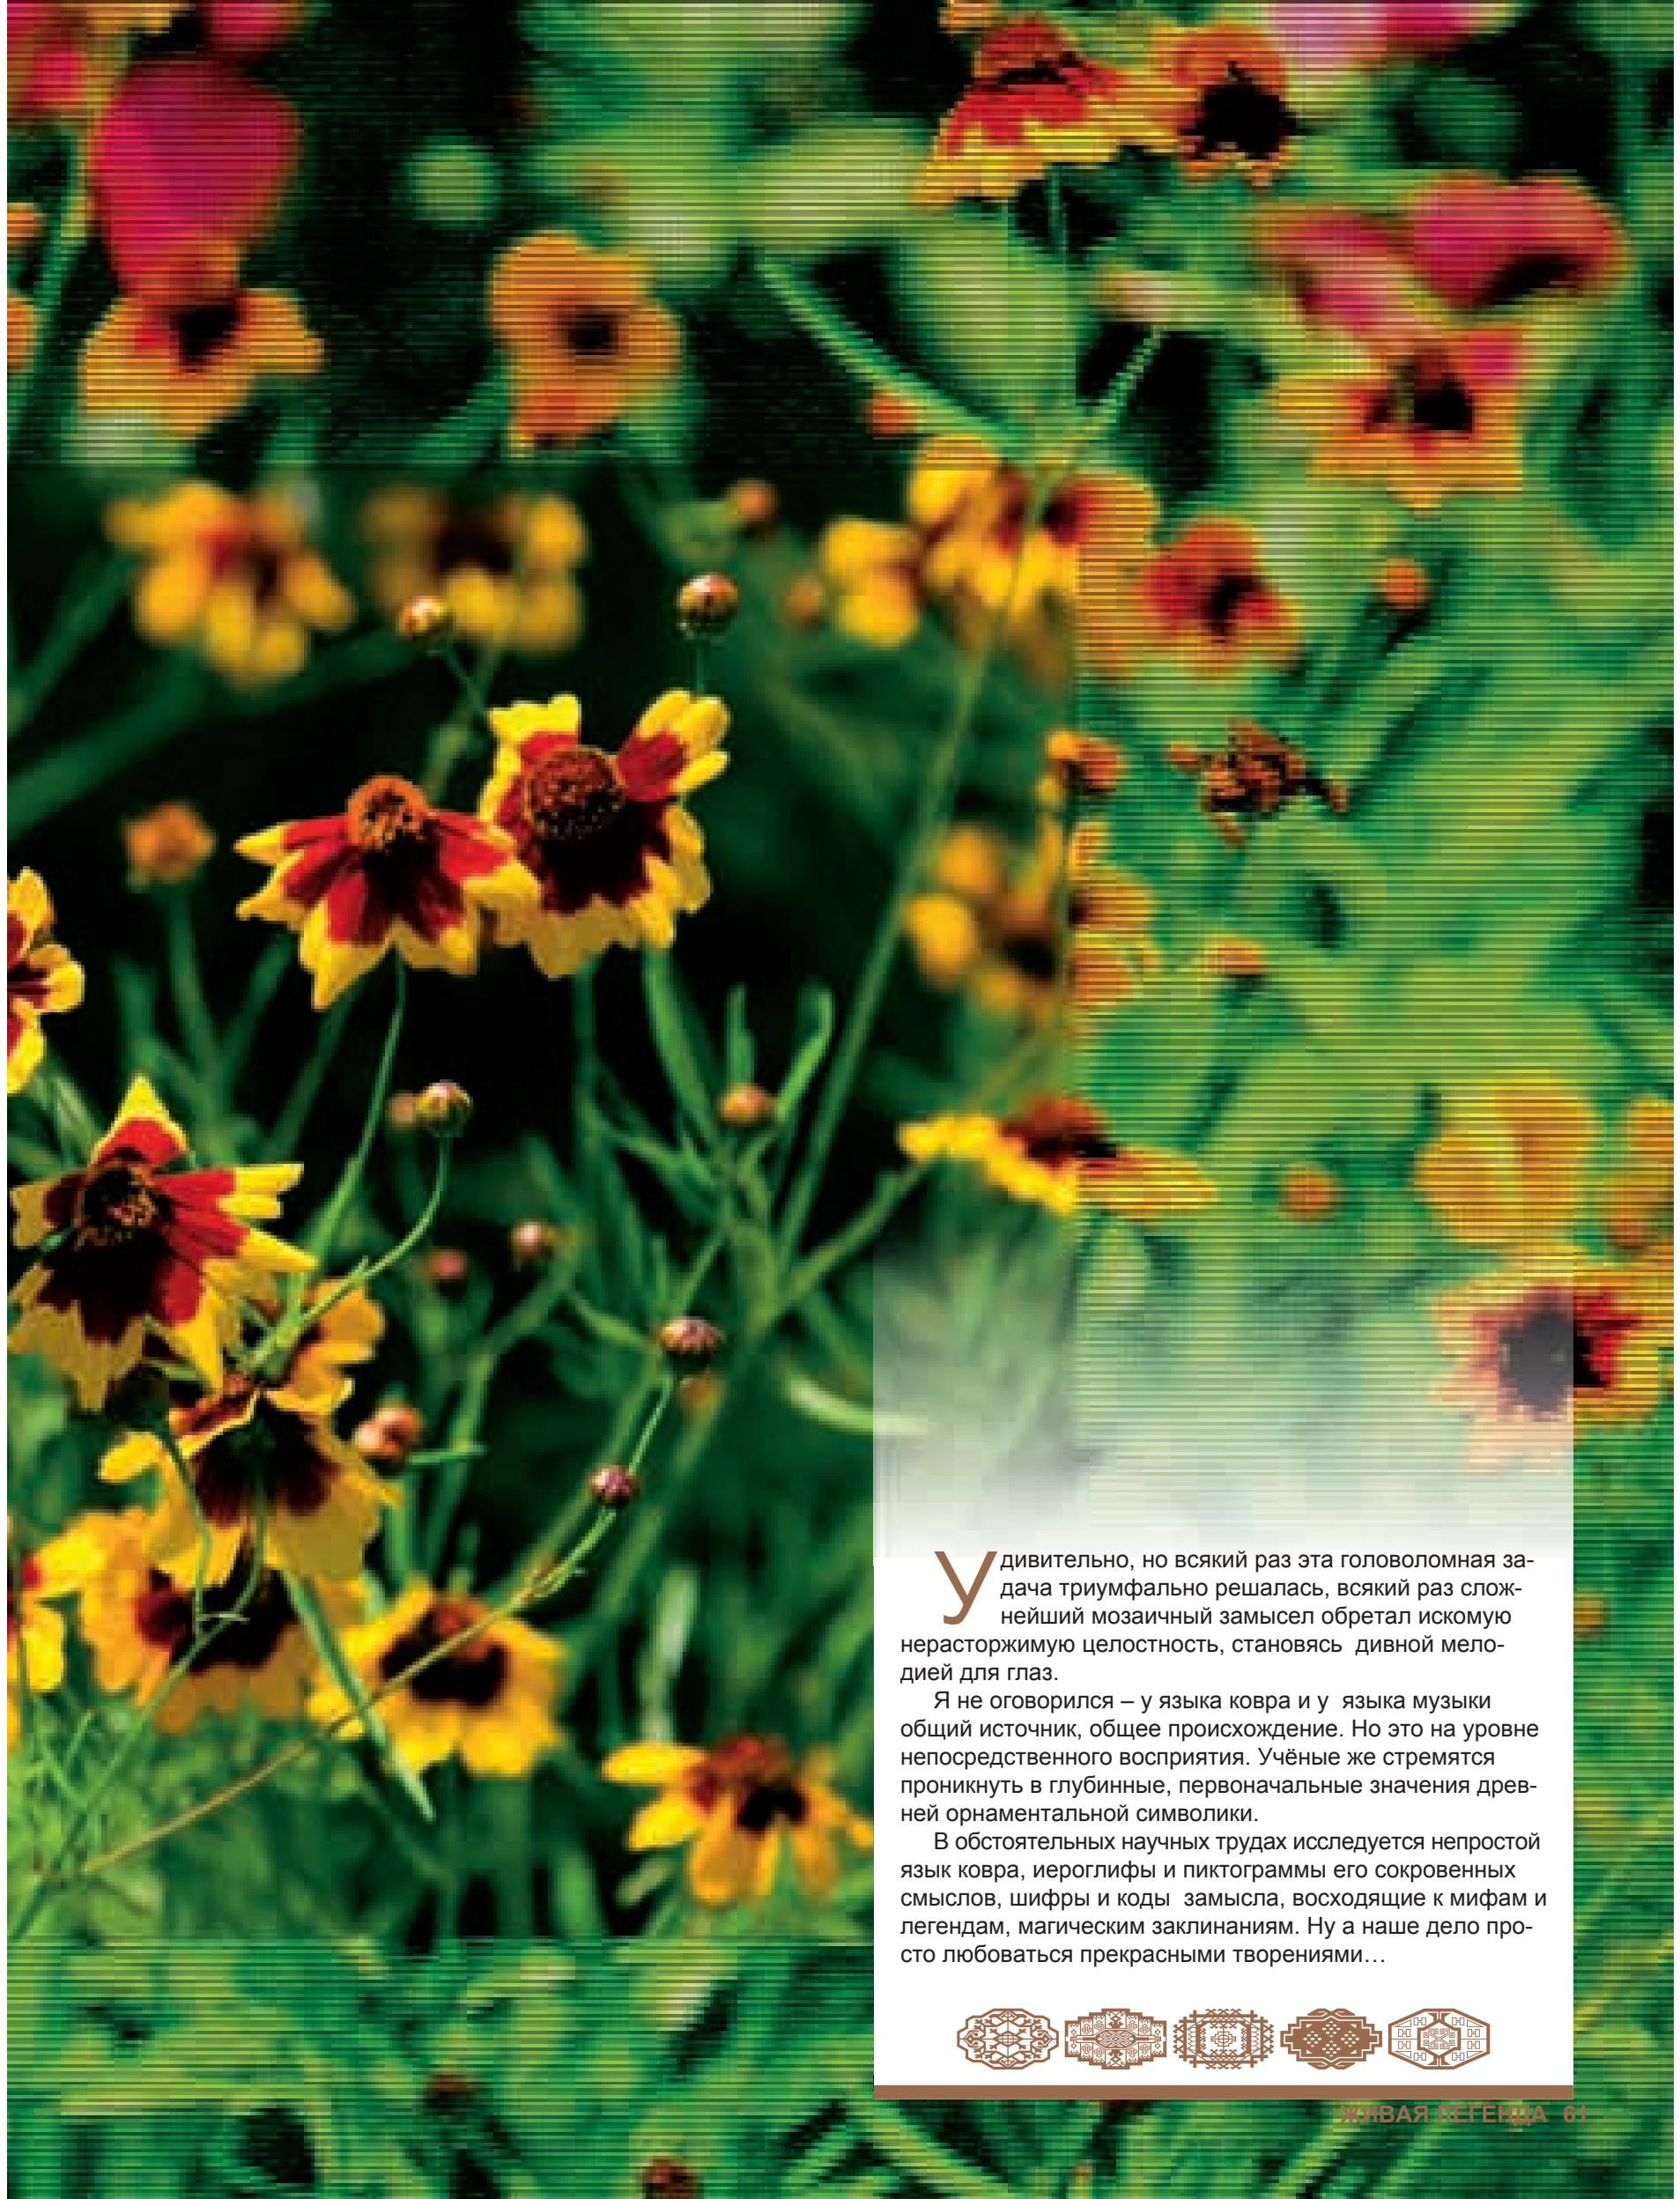 Удивительно, но всякий раз эта головоломная за-
дача триумфально решалась, всякий раз слож-
нейший мозаичный замысел обретал искомую
нерасторжимую целостность, становясь дивной мело-
дией для глаз.
Я не оговорился – у языка ковра и у языка музыки
общий источник, общее происхождение. Но это на уровне
непосредственного восприятия. Учёные же стремятся
проникнуть в глубинные, первоначальные значения древ-
ней орнаментальной символики.
В обстоятельных научных трудах исследуется непростой
язык ковра, иероглифы и пиктограммы его сокровенных
смыслов, шифры и коды замысла, восходящие к мифам и
легендам, магическим заклинаниям. Ну а наше дело про-
сто любоваться прекрасными творениями…
ЖИВАЯ ЛЕГЕНДА 61